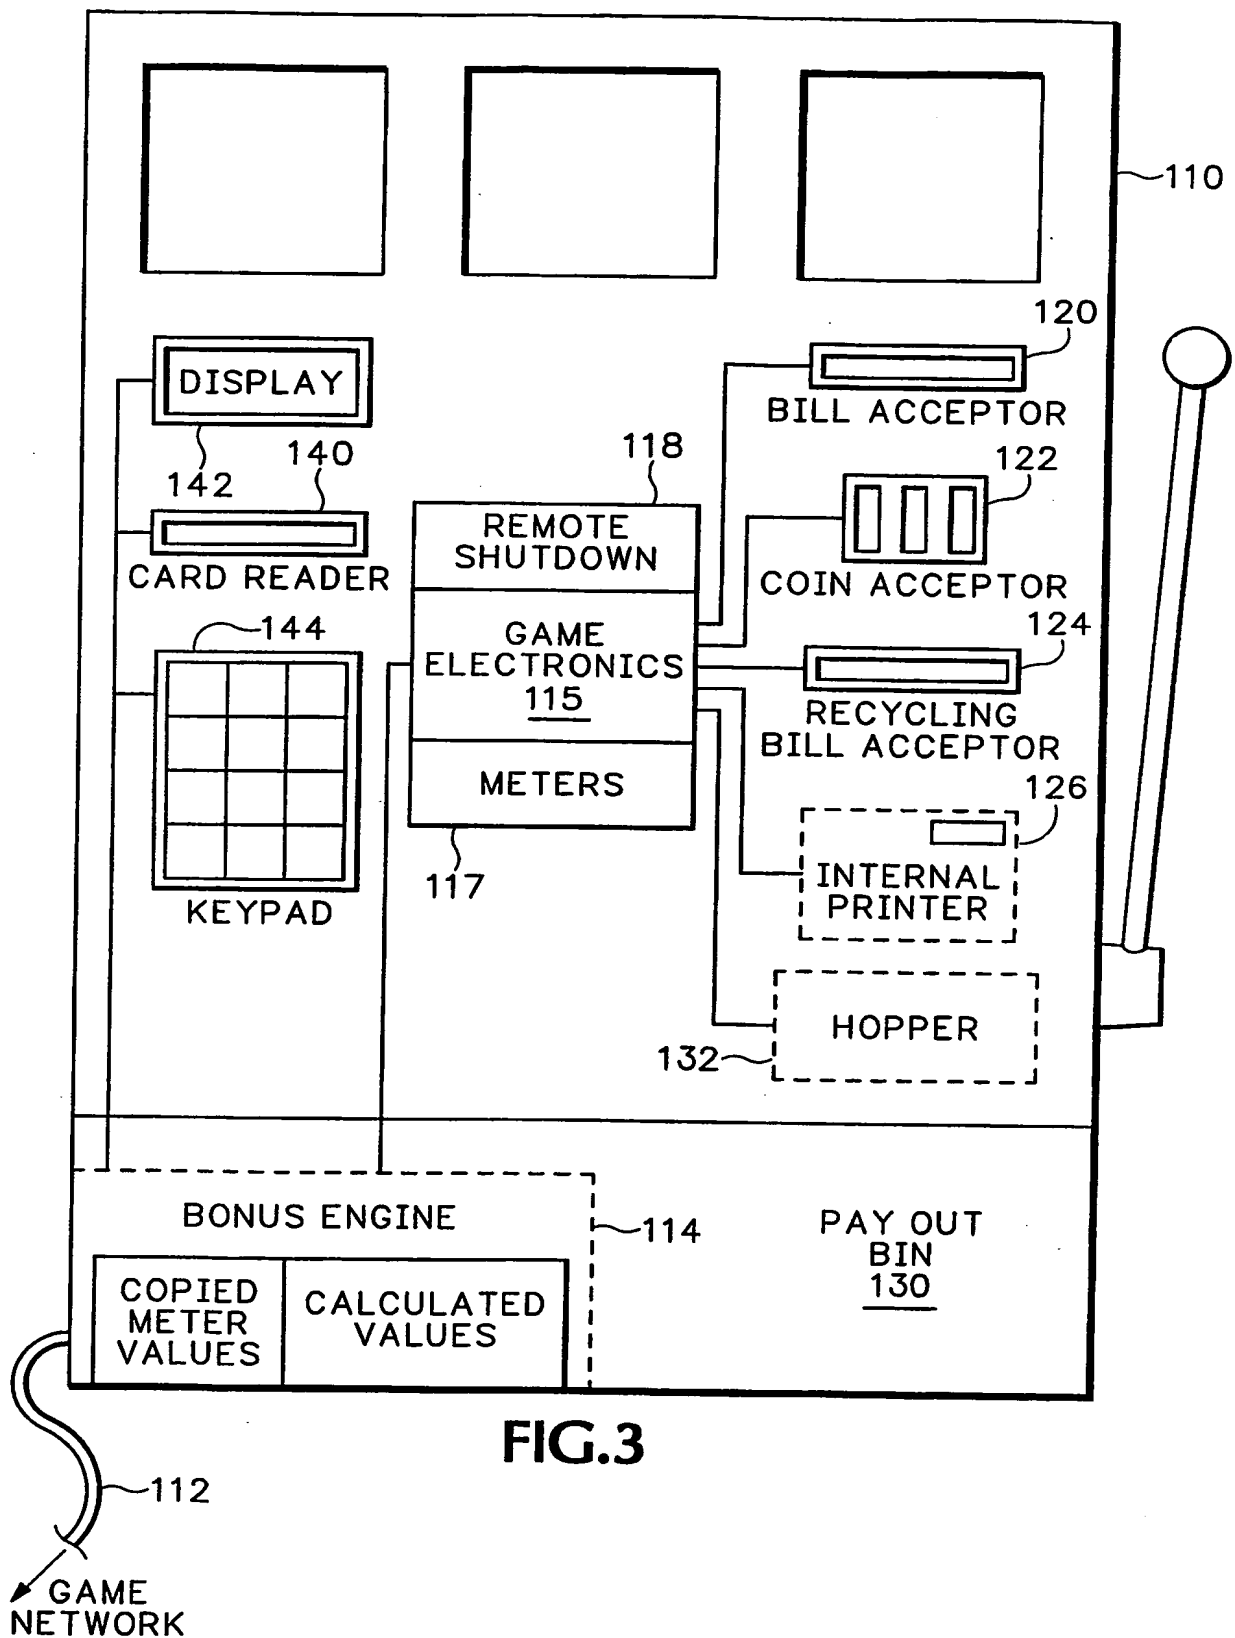 110
120
DISPLAY
BILL ACCEPTOR
142
140
118
122
REMOTE
SHUTDOWN
CARD READER
COIN ACCEPTOR
144
124
GAME
ELECTRONICS
115
RECYCLING
BILL ACCEPTOR
METERS
126
117
INTERNAL
PRINTER
KEYPAD
HOPPER
132
BONUS ENGINE
114
PAY OUT
BIN
130
COPIED
METER
VALUES
CALCULATED
VALUES
FIG.3
112
GAME
NETWORK